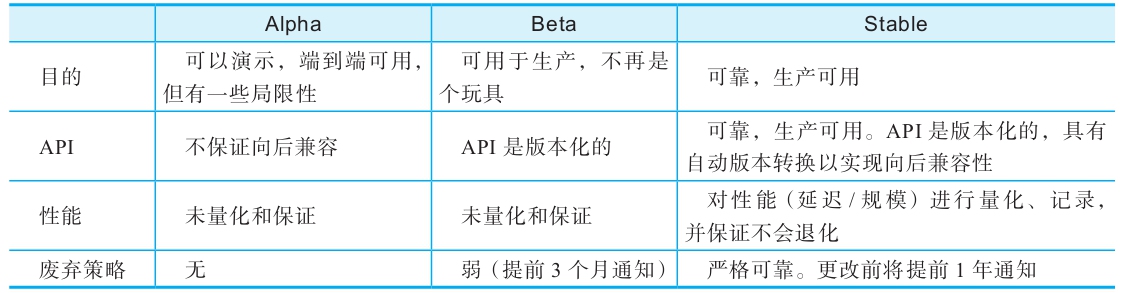 Alpha Beta Stable
目的 可以演示，端到端可用，但有一些局限性 可用于生产，不再是个玩具 可靠，生产可用
API 不保证向后兼容 API 是版本化的 可靠，生产可用。API 是版本化的，具有自动版本转换以实现向后兼容性
性能 未量化和保证 未量化和保证 对性能（延迟 / 规模）进行量化、记录，并保证不会退化
废弃策略 无 弱（提前 3 个月通知） 严格可靠。更改前将提前 1 年通知